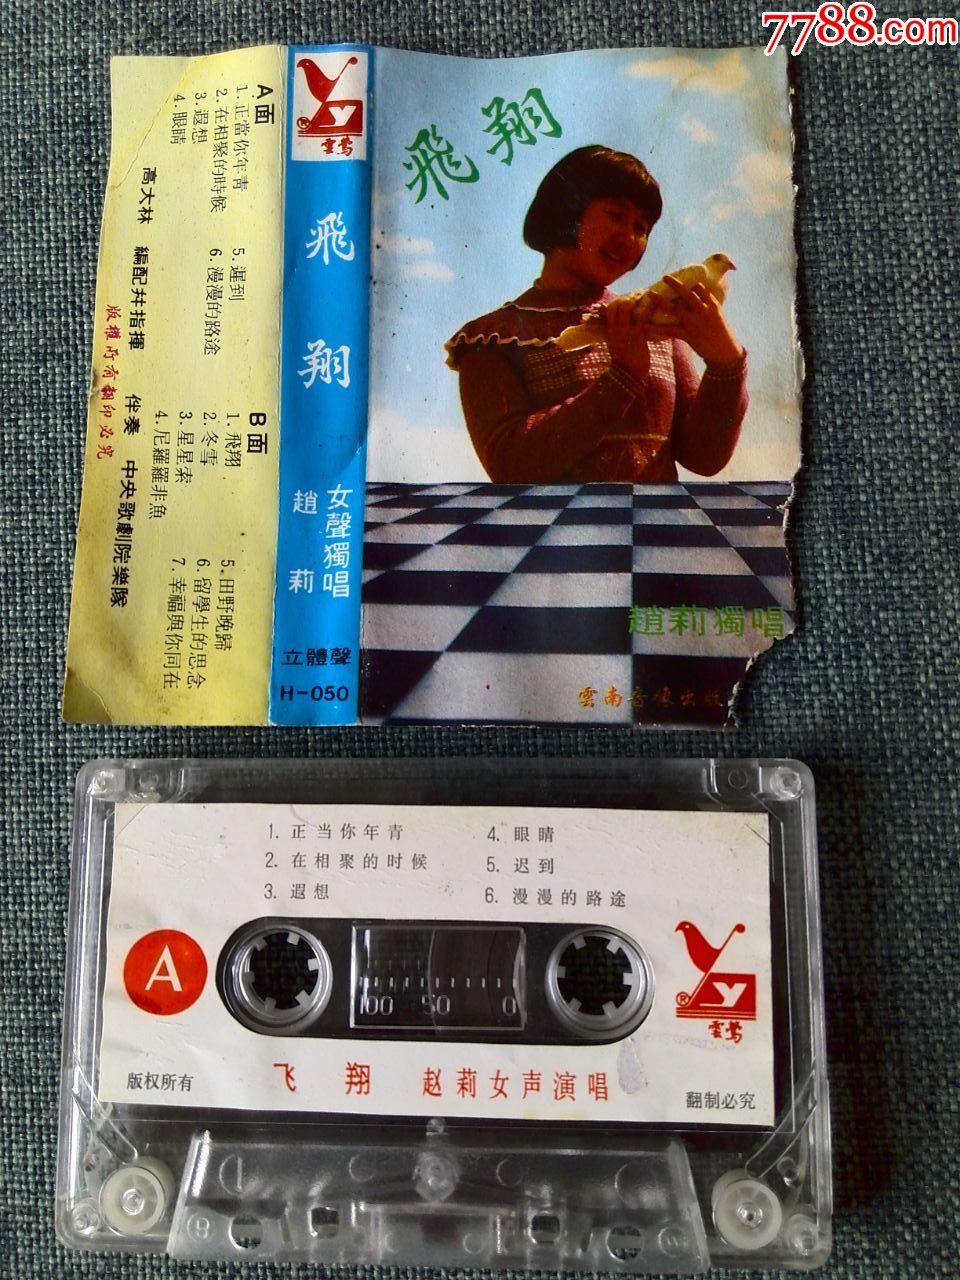 7788.com
飛翔
趙莉獨唱
雲南音像出版
Y
®
雲鶯
飛翔
女聲獨唱
趙莉
立體聲
H-050
A面
1. 正當你年青
2. 在相聚的時候
3. 遐想
4. 眼睛
5. 遲到
6. 漫漫的路途
B面
1. 飛翔
2. 冬雪
3. 星星索
4. 尼羅羅非魚
5. 田野晚歸
6. 留學生的思念
7. 幸福與你同在
高大林 編配幷指揮 伴奏 中央歌劇院樂隊
版權所有翻印必究
1. 正当你年青
2. 在相聚的时候
3. 遐想
4. 眼睛
5. 迟到
6. 漫漫的路途
A
100 50 0
Y
®
雲鶯
版权所有
飞翔 赵莉女声演唱
翻制必究